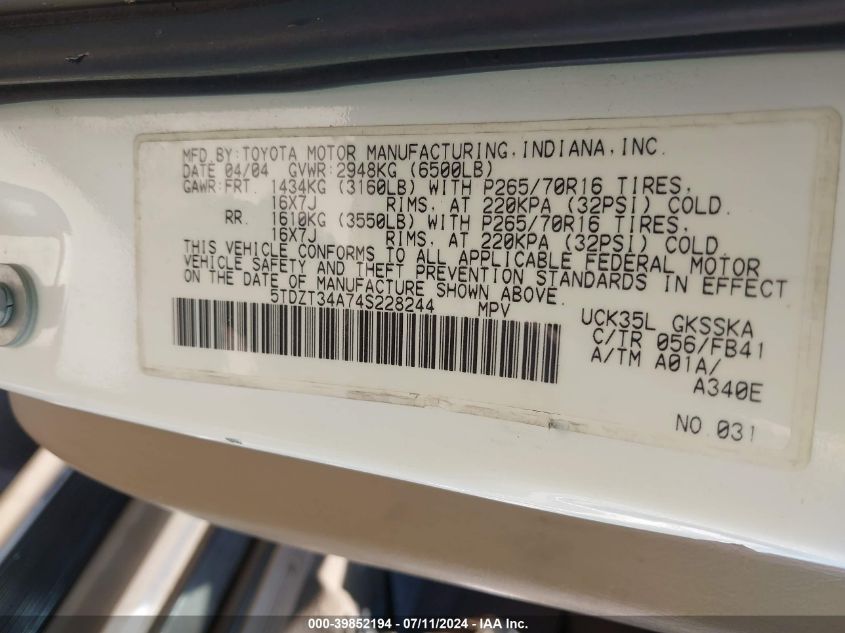 MFD.BY:TOYOTA MOTOR MANUFACTURING,INDIANA,INC.
DATE 04/04 GVWR:2948KG (6500LB)
GAWR:FRT. 1434KG (3160LB) WITH P265/70R16 TIRES,
16X7J RIMS, AT 220KPA (32PSI) COLD.
RR. 1610KG (3550LB) WITH P265/70R16 TIRES,
16X7J RIMS, AT 220KPA (32PSI) COLD.
THIS VEHICLE CONFORMS TO ALL APPLICABLE FEDERAL MOTOR
VEHICLE SAFETY AND THEFT PREVENTION STANDARDS IN EFFECT
ON THE DATE OF MANUFACTURE SHOWN ABOVE.
5TDZT34A74S228244 MPV
UCK35L GKSSKA
C/TR 056/FB41
A/TM A01A/
A340E
NO.031
000-39852194 - 07/11/2024 - IAA Inc.